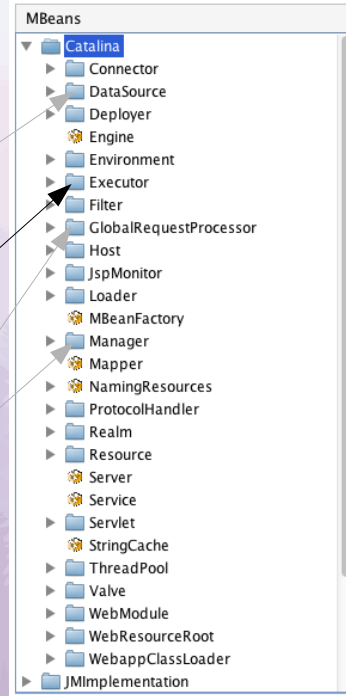 MBeans
Catalina
Connector
DataSource
Deployer
Engine
Environment
Executor
Filter
GlobalRequestProcessor
Host
JspMonitor
Loader
MBeanFactory
Manager
Mapper
NamingResources
ProtocolHandler
Realm
Resource
Server
Service
Servlet
StringCache
ThreadPool
Valve
WebModule
WebResourceRoot
WebappClassLoader
JMImplementation